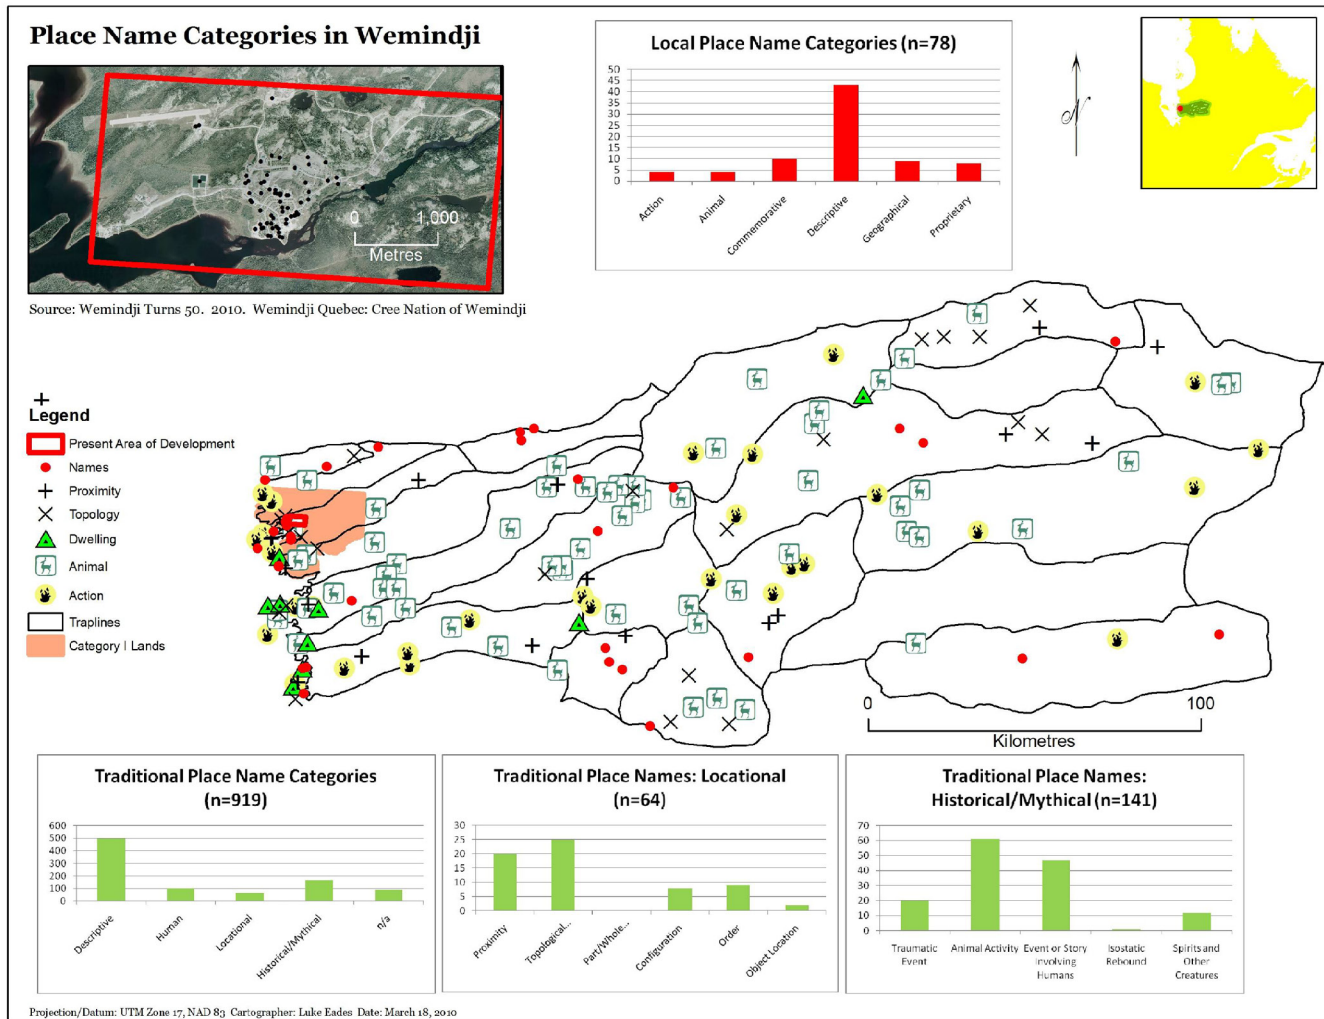 Place Name Categories in Wemindji
0 1,000
Metres
Source: Wemindji Turns 50. 2010. Wemindji Quebec: Cree Nation of Wemindji
Local Place Name Categories (n=78)
50
45
40
35
30
25
20
15
10
5
0
Action
Animal
Commemorative
Descriptive
Geographical
Proprietary
N
Legend
Present Area of Development
Names
Proximity
Topology
Dwelling
Animal
Action
Traplines
Category I Lands
0 100
Kilometres
Traditional Place Name Categories
(n=919)
600
500
400
300
200
100
0
Descriptive
Human
Locational
Historical/Mythical
n/a
Traditional Place Names: Locational
(n=64)
30
25
20
15
10
5
0
Proximity
Topological...
Part/Whole...
Configuration
Order
Object Location
Traditional Place Names:
Historical/Mythical (n=141)
70
60
50
40
30
20
10
0
Traumatic
Event
Animal Activity
Event or Story
Involving
Humans
Isostatic
Rebound
Spirits and
Other
Creatures
Projection/Datum: UTM Zone 17, NAD 83 Cartographer: Luke Eades Date: March 18, 2010